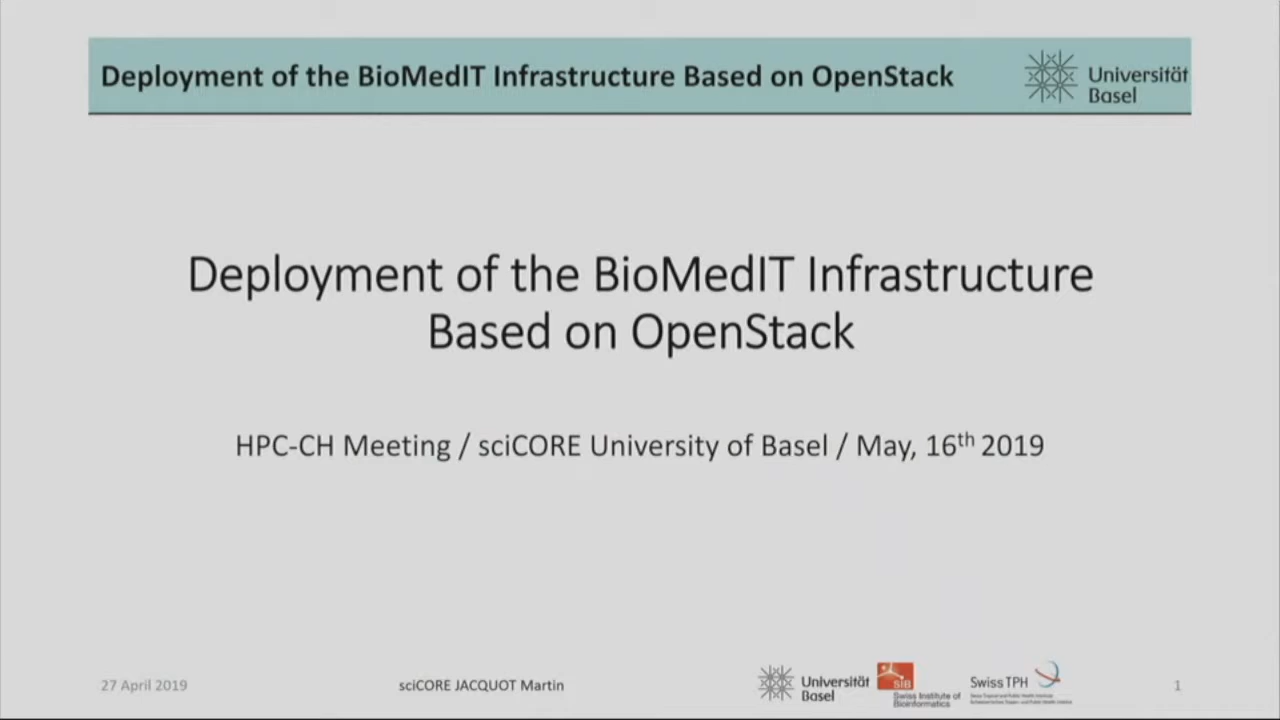 Deployment of the BioMedIT Infrastructure Based on OpenStack
Universität
Basel
Deployment of the BioMedIT Infrastructure
Based on OpenStack
HPC-CH Meeting / sciCORE University of Basel / May, 16th 2019
27 April 2019
sciCORE JACQUOT Martin
Universität
Basel
SIB
Swiss Institute of
Bioinformatics
Swiss TPH
1